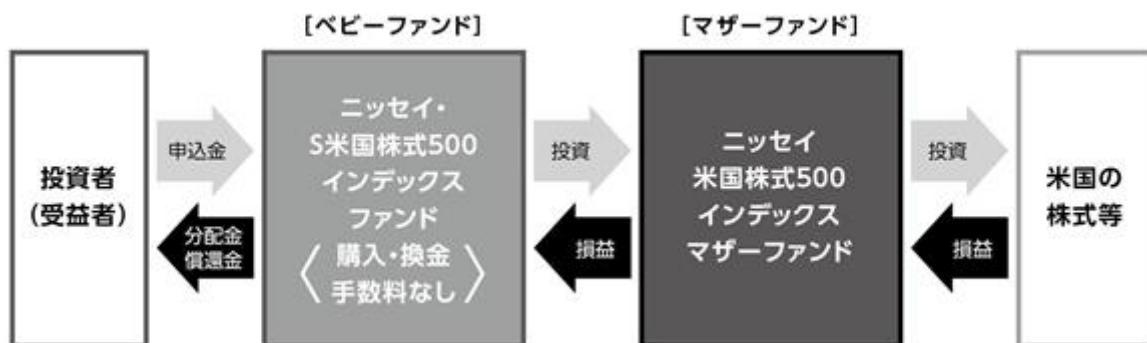 [ベビーファンド]
[マザーファンド]
投資者
(受益者)
申込金
分配金
償還金
ニッセイ・
S米国株式500
インデックス
ファンド
〈購入・換金
手数料なし〉
投資
損益
ニッセイ
米国株式500
インデックス
マザーファンド
投資
損益
米国の
株式等